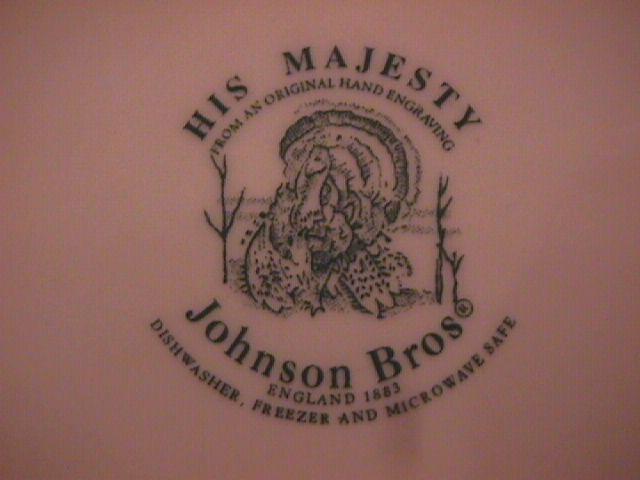 HIS MAJESTY
FROM AN ORIGINAL HAND ENGRAVING
Johnson Bros®
ENGLAND 1883
DISHWASHER, FREEZER AND MICROWAVE SAFE